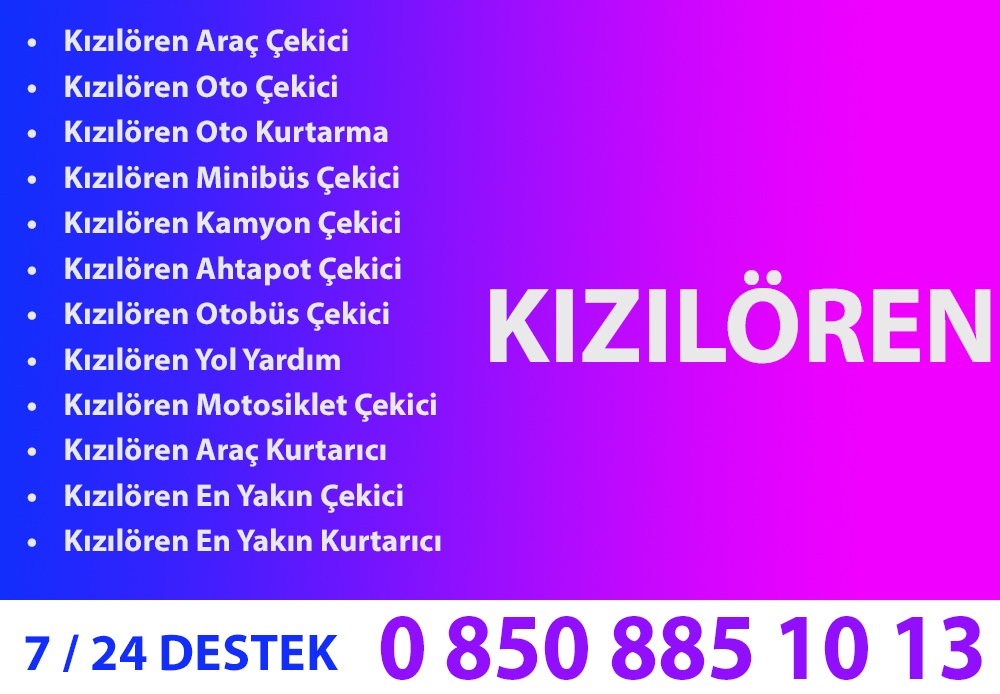 • Kızılören Araç Çekici
• Kızılören Oto Çekici
• Kızılören Oto Kurtarma
• Kızılören Minibüs Çekici
• Kızılören Kamyon Çekici
• Kızılören Ahtapot Çekici
• Kızılören Otobüs Çekici
• Kızılören Yol Yardım
• Kızılören Motosiklet Çekici
• Kızılören Araç Kurtarıcı
• Kızılören En Yakın Çekici
• Kızılören En Yakın Kurtarıcı
KIZILÖREN
7 / 24 DESTEK 0 850 885 10 13